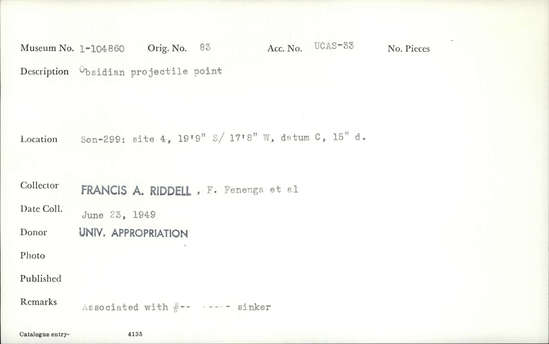 Museum No. 1-104860 Orig. No. 83 Acc. No. UCAS-33 No. Pieces
Description Obsidian projectile point
Location Son-299: site 4, 19'9" S/ 17'8" W, datum C, 15" d.
Collector FRANCIS A. RIDDELL , F. Fenenga et al
Date Coll. June 23, 1949
Donor UNIV. APPROPRIATION
Photo
Published
Remarks Associated with #-- sinker
Catalogue entry- 4135